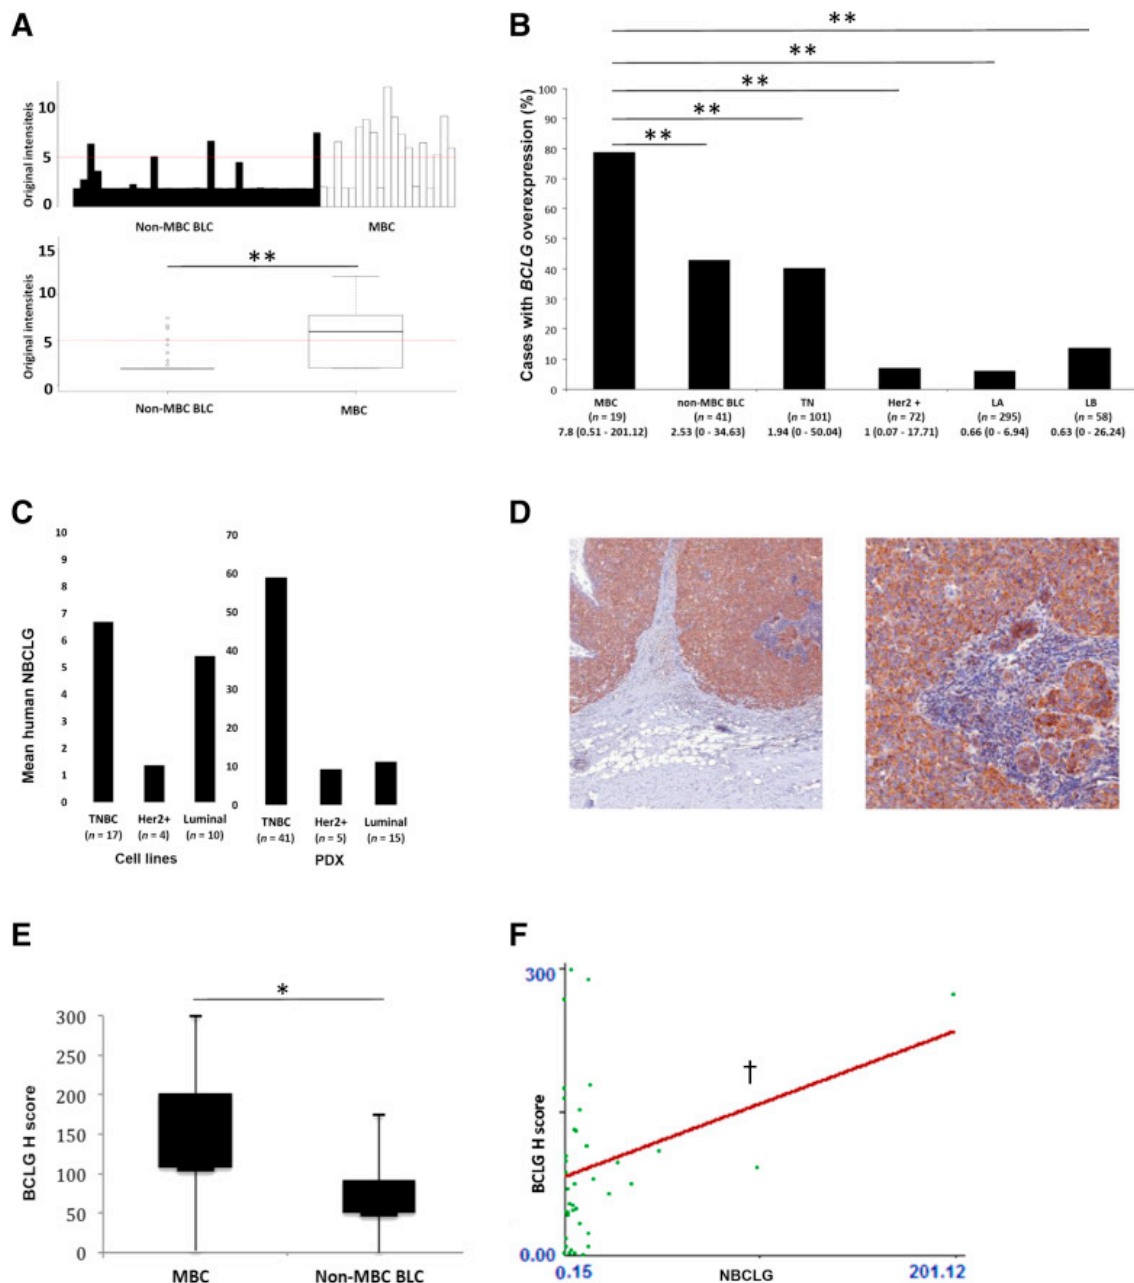 A
Original intensiteis
10
5
0
Non-MBC BLC
MBC
Original intensiteis
15
10
5
0
**
Non-MBC BLC
MBC
B
Cases with BCLG overexpression (%)
**
**
**
**
**
100
90
80
70
60
50
40
30
20
10
0
MBC non-MBC BLC TN Her2 + LA LB
(n = 19) (n = 41) (n = 101) (n = 72) (n = 295) (n = 58)
7.8 (0.51 - 201.12) 2.53 (0 - 34.63) 1.94 (0 - 50.04) 1 (0.07 - 17.71) 0.66 (0 - 6.94) 0.63 (0 - 26.24)
C
Mean human NBCLG
10
9
8
7
6
5
4
3
2
1
0
TNBC Her2+ Luminal
(n = 17) (n = 4) (n = 10)
Cell lines
70
60
50
40
30
20
10
0
TNBC Her2+ Luminal
(n = 41) (n = 5) (n = 15)
PDX
D
E
BCLG H score
*
300
250
200
150
100
50
0
MBC Non-MBC BLC
F
BCLG H score
300
†
0.00
0.15 NBCLG 201.12